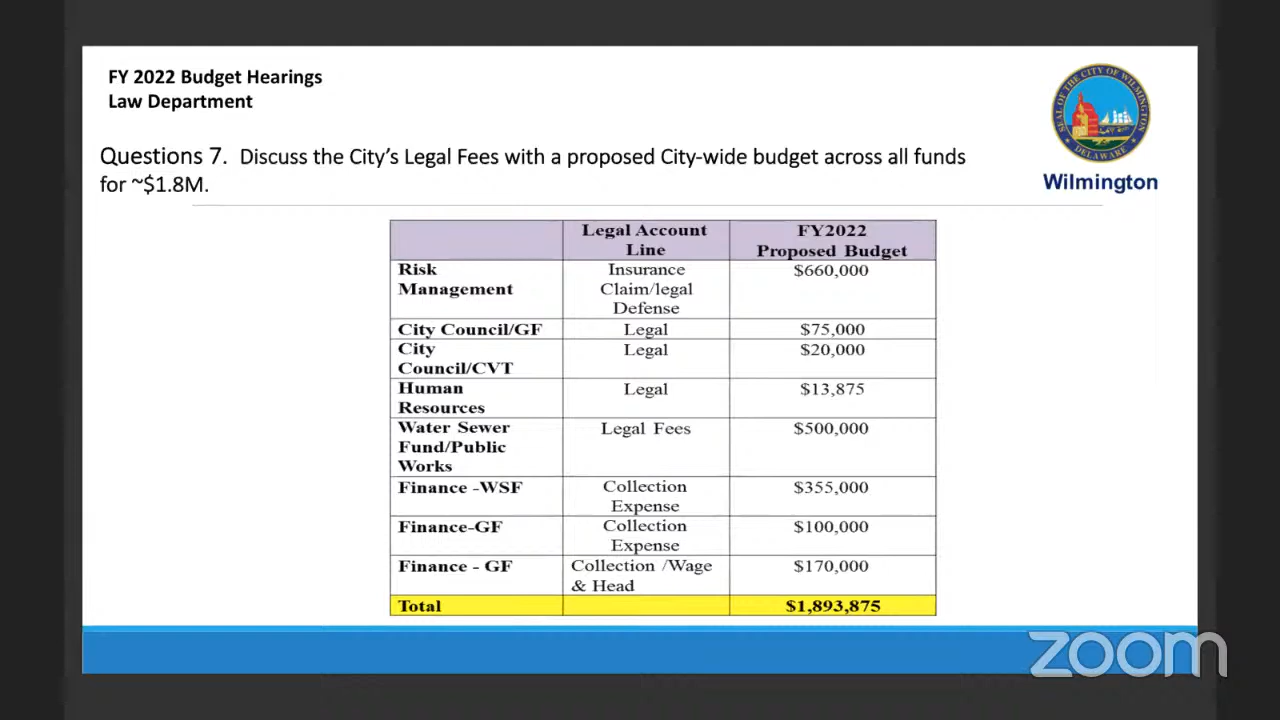 FY 2022 Budget Hearings
Law Department
Questions 7. Discuss the City's Legal Fees with a proposed City-wide budget across all funds
for ~$1.8M.
SEAL OF THE CITY OF WILMINGTON
DELAWARE
Wilmington
Legal Account
Line
FY2022
Proposed Budget
Risk
Management
Insurance
Claim/legal
Defense
$660,000
City Council/GF
Legal
$75,000
City
Council/CVT
Legal
$20,000
Human
Resources
Legal
$13,875
Water Sewer
Fund/Public
Works
Legal Fees
$500,000
Finance -WSF
Collection
Expense
$355,000
Finance-GF
Collection
Expense
$100,000
Finance - GF
Collection /Wage
& Head
$170,000
Total
$1,893,875
zoom